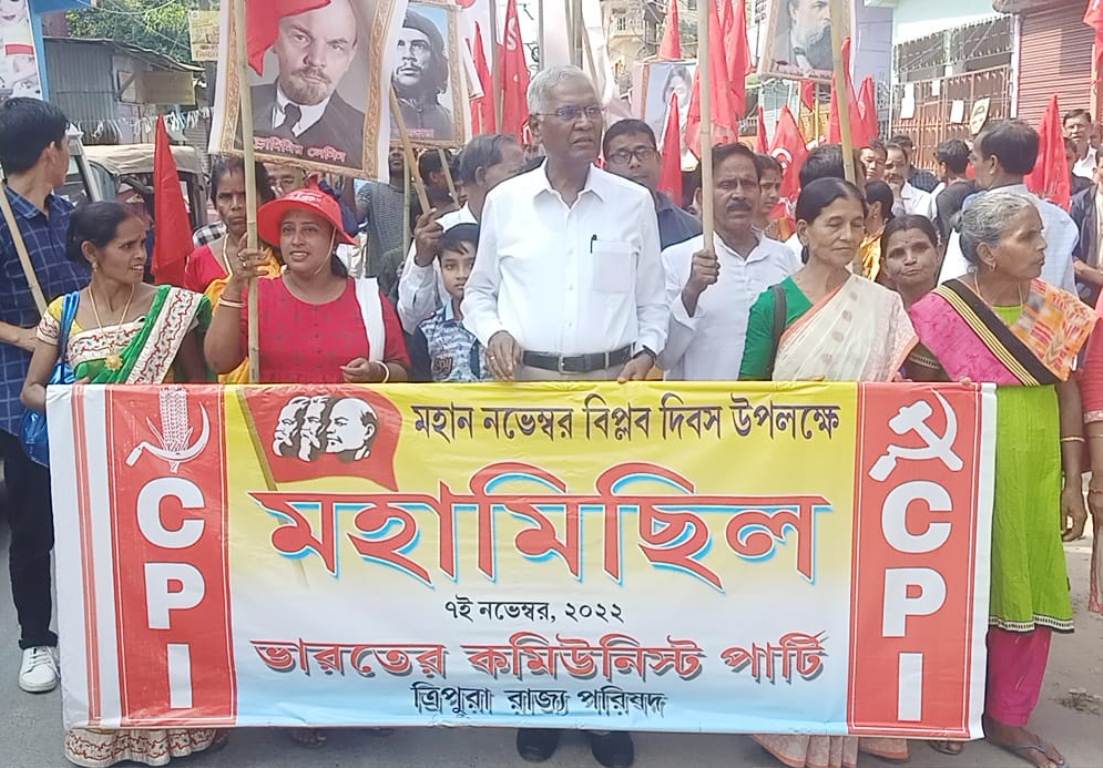 ভ্লাদিমির লেনিন
মহান নভেম্বর বিপ্লব দিবস উপলক্ষে
মহামিছিল
৭ই নভেম্বর, ২০২২
ভারতের কমিউনিস্ট পার্টি
ত্রিপুরা রাজ্য পরিষদ
CPI
CPI